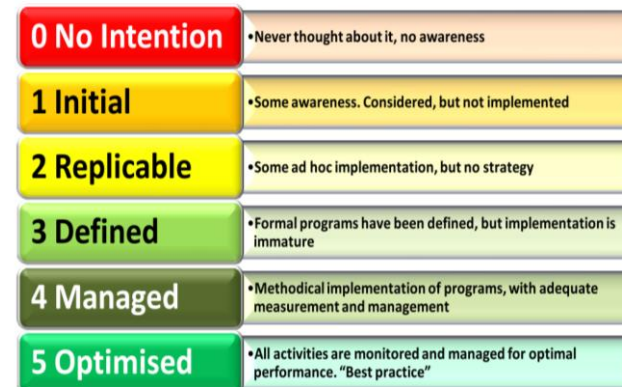 0 No Intention
•Never thought about it, no awareness
1 Initial
•Some awareness. Considered, but not implemented
2 Replicable
•Some ad hoc implementation, but no strategy
3 Defined
•Formal programs have been defined, but implementation is
immature
4 Managed
•Methodical implementation of programs, with adequate
measurement and management
5 Optimised
•All activities are monitored and managed for optimal
performance. “Best practice”